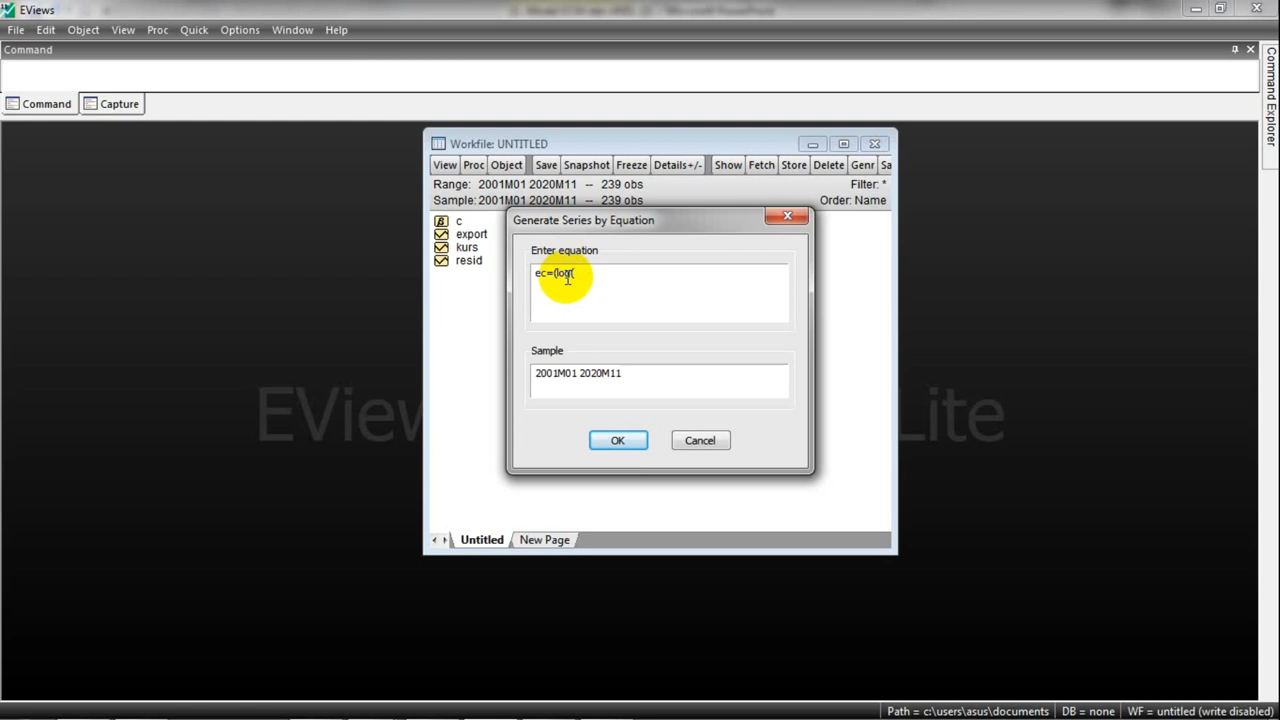 EViews
File Edit Object View Proc Quick Options Window Help
Command
Command Capture
Command Explorer
Workfile: UNTITLED
View Proc Object Save Snapshot Freeze Details+/- Show Fetch Store Delete Genr Sa
Range: 2001M01 2020M11 -- 239 obs Filter: *
Sample: 2001M01 2020M11 -- 239 obs Order: Name
c
export
kurs
resid
Generate Series by Equation
Enter equation
ec=(log(
Sample
2001M01 2020M11
OK Cancel
EView Lite
Untitled New Page
Path = c:\users\asus\documents DB = none WF = untitled (write disabled)